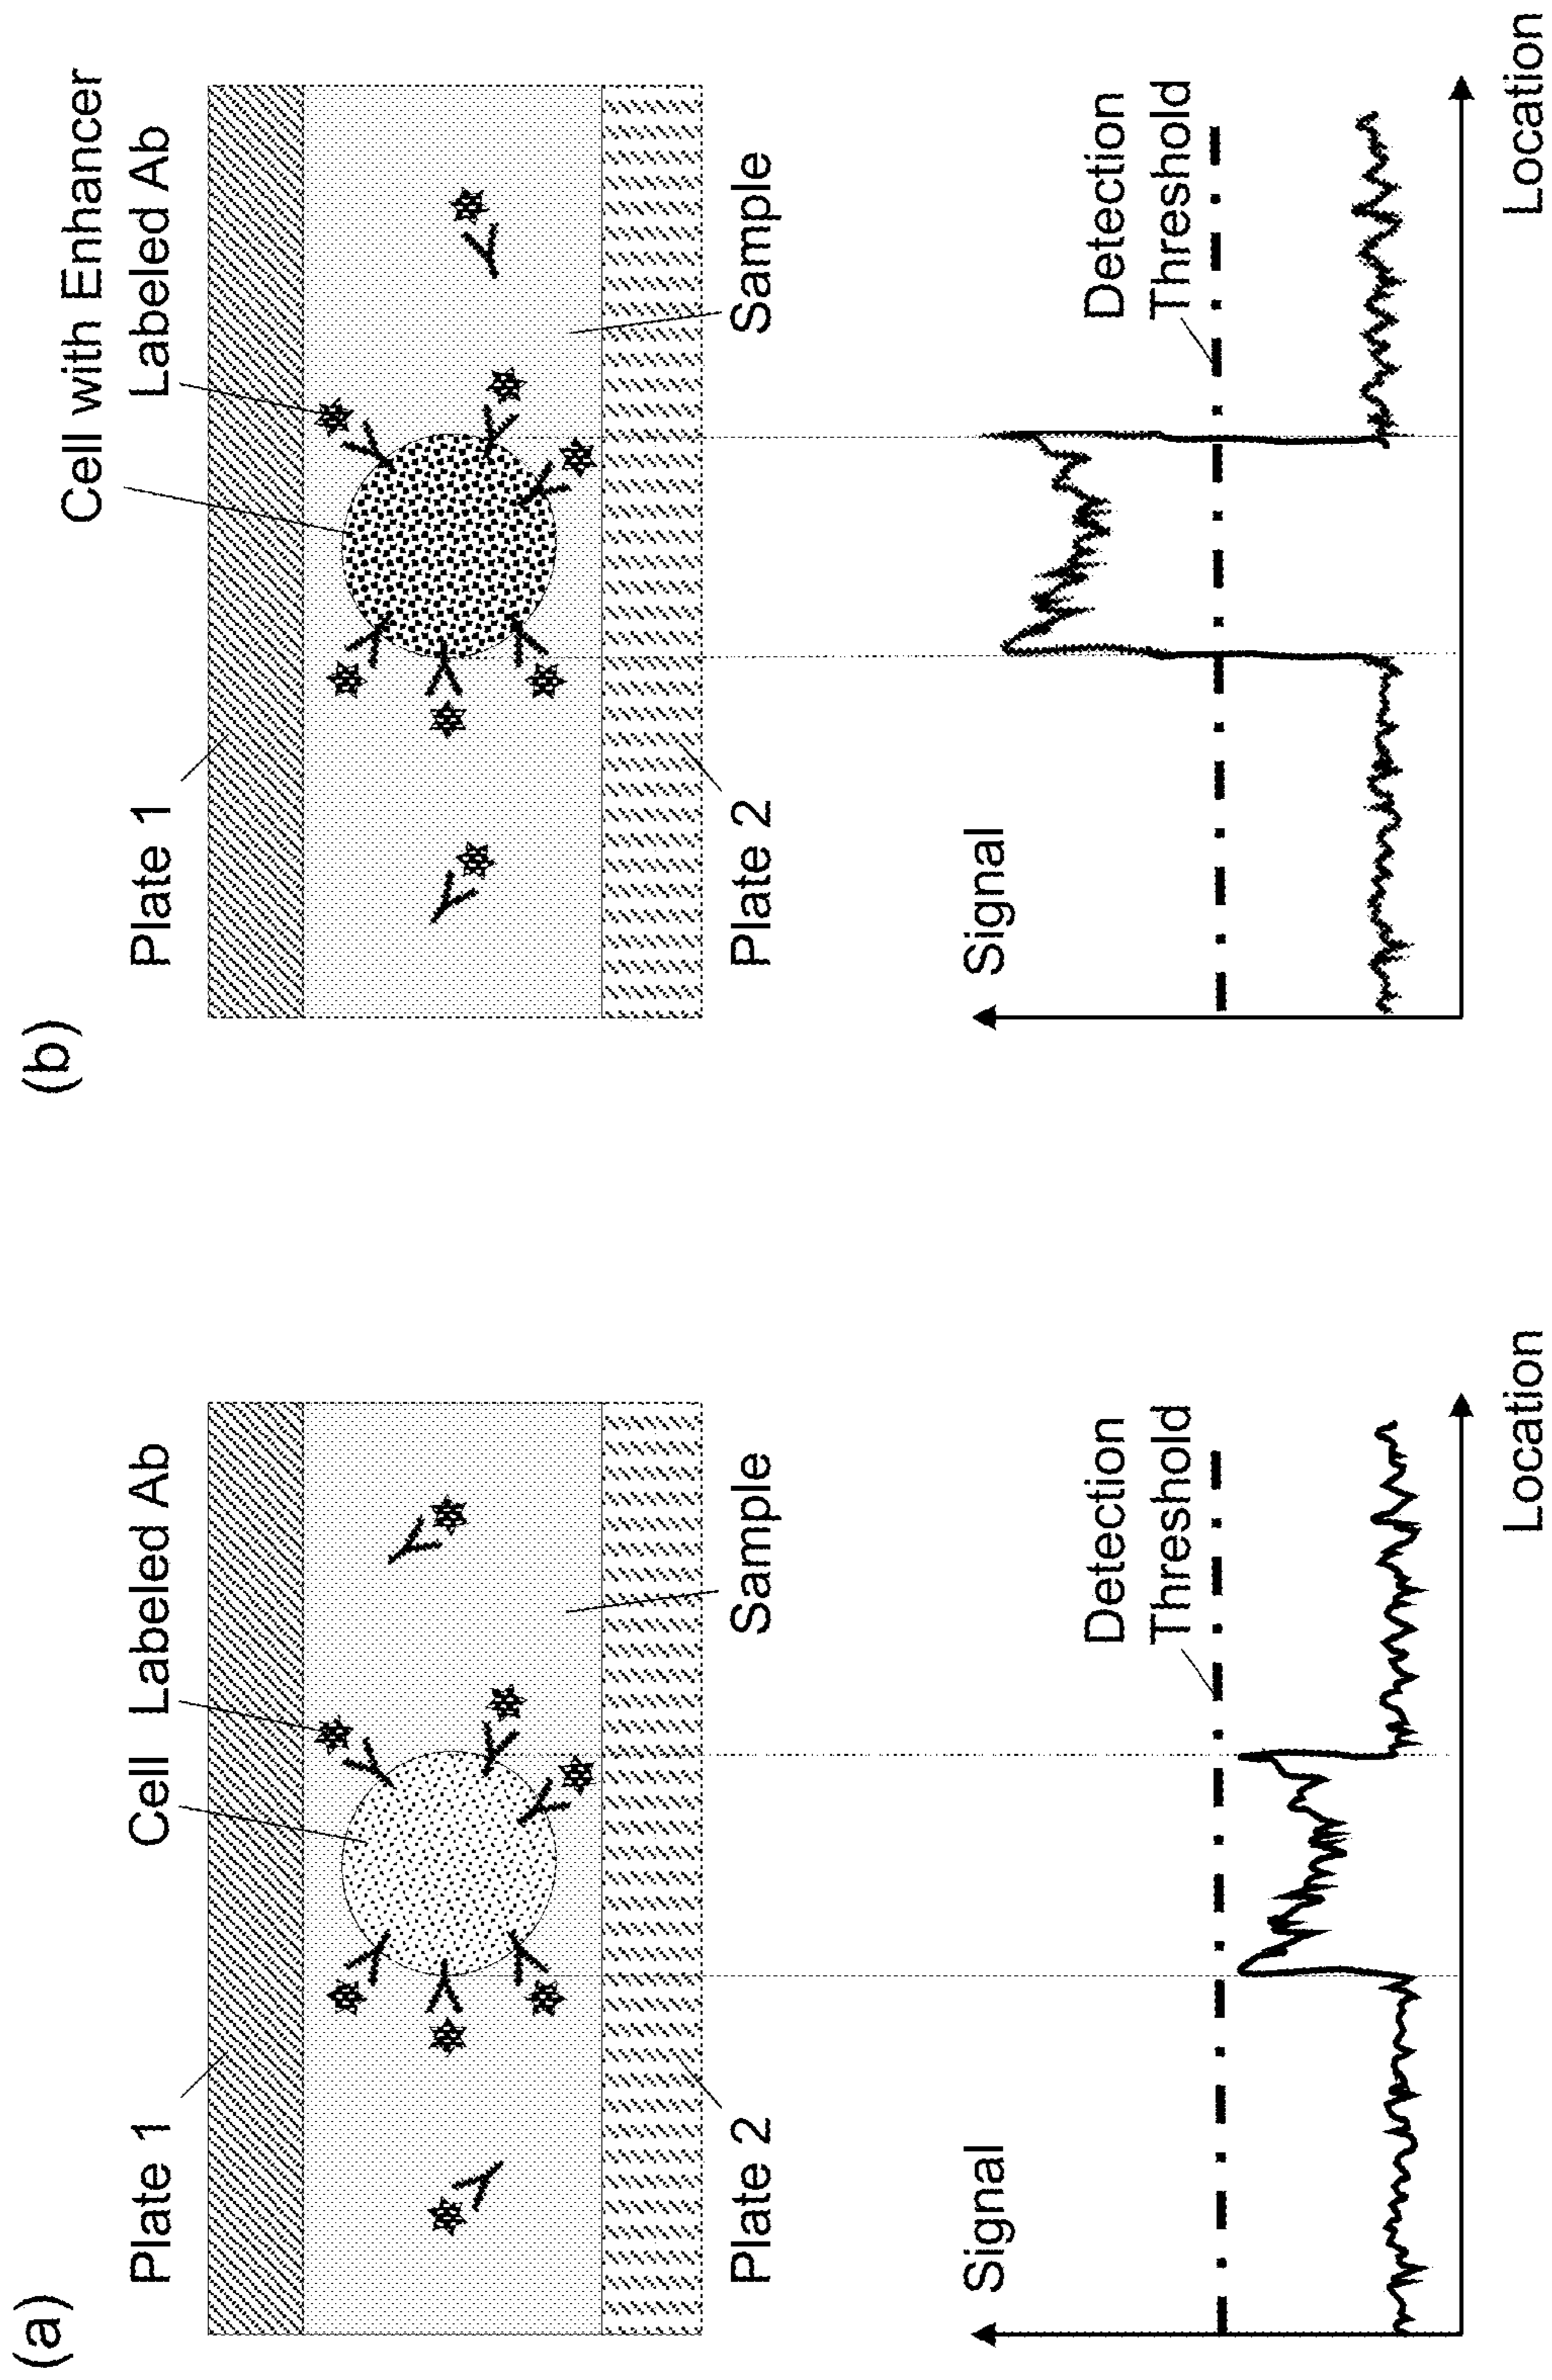 (a)
Cell
Labeled Ab
Plate 1
Plate 2
Sample
Signal
Detection
Threshold
Location
(b)
Cell with Enhancer
Labeled Ab
Plate 1
Plate 2
Sample
Signal
Detection
Threshold
Location